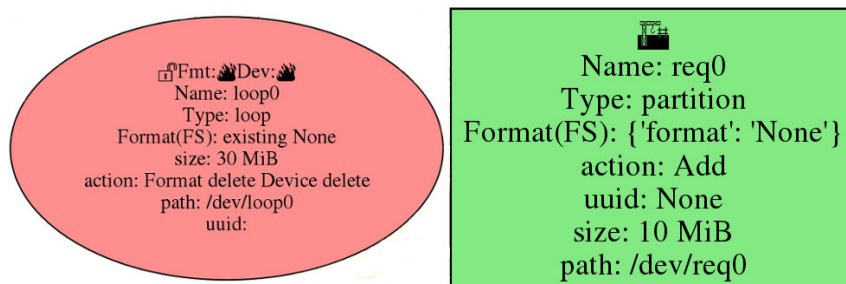 🔓Fmt:🔥Dev:🔥
Name: loop0
Type: loop
Format(FS): existing None
size: 30 MiB
action: Format delete Device delete
path: /dev/loop0
uuid:
🏗
Name: req0
Type: partition
Format(FS): {'format': 'None'}
action: Add
uuid: None
size: 10 MiB
path: /dev/req0